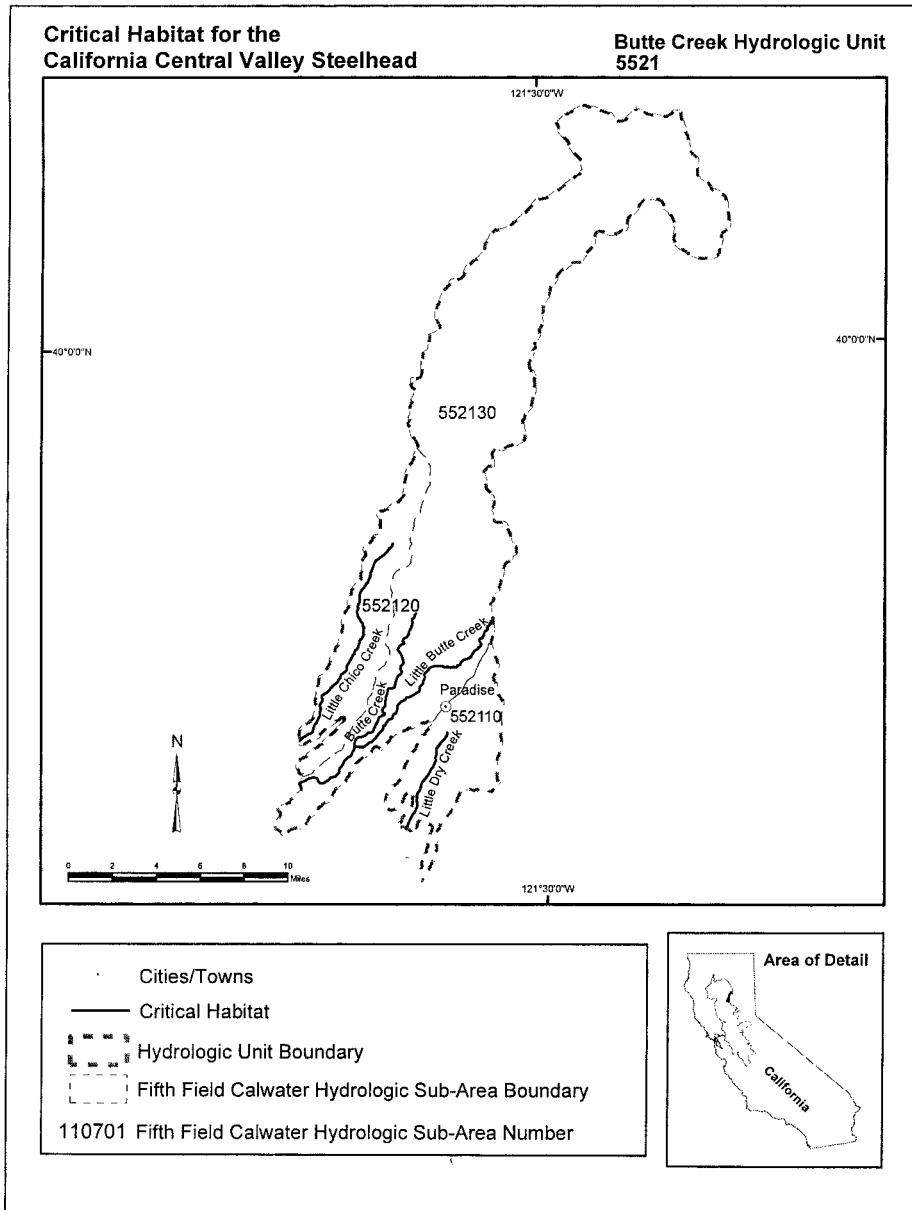 Critical Habitat for the
California Central Valley Steelhead
Butte Creek Hydrologic Unit
5521
121°30'0"W
40°0'0"N
40°0'0"N
552130
552120
Little Chico Creek
Butte Creek
Little Butte Creek
Paradise
552110
Little Dry Creek
N
0 2 4 6 8 10
Miles
121°30'0"W
Cities/Towns
Critical Habitat
Hydrologic Unit Boundary
Fifth Field Calwater Hydrologic Sub-Area Boundary
110701 Fifth Field Calwater Hydrologic Sub-Area Number
Area of Detail
California